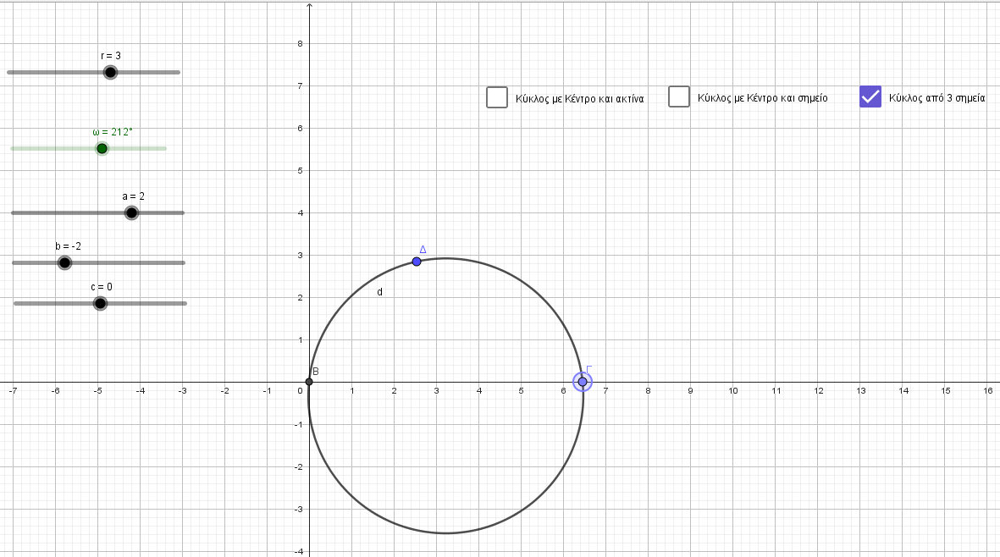 r = 3
ω = 212°
a = 2
b = -2
c = 0
Κύκλος με Κέντρο και ακτίνα
Κύκλος με Κέντρο και σημείο
Κύκλος από 3 σημεία
8
7
6
5
4
3
2
1
0
-1
-2
-3
-4
Δ
d
B
Γ
-7 -6 -5 -4 -3 -2 -1 1 2 3 4 5 6 7 8 9 10 11 12 13 14 15 16